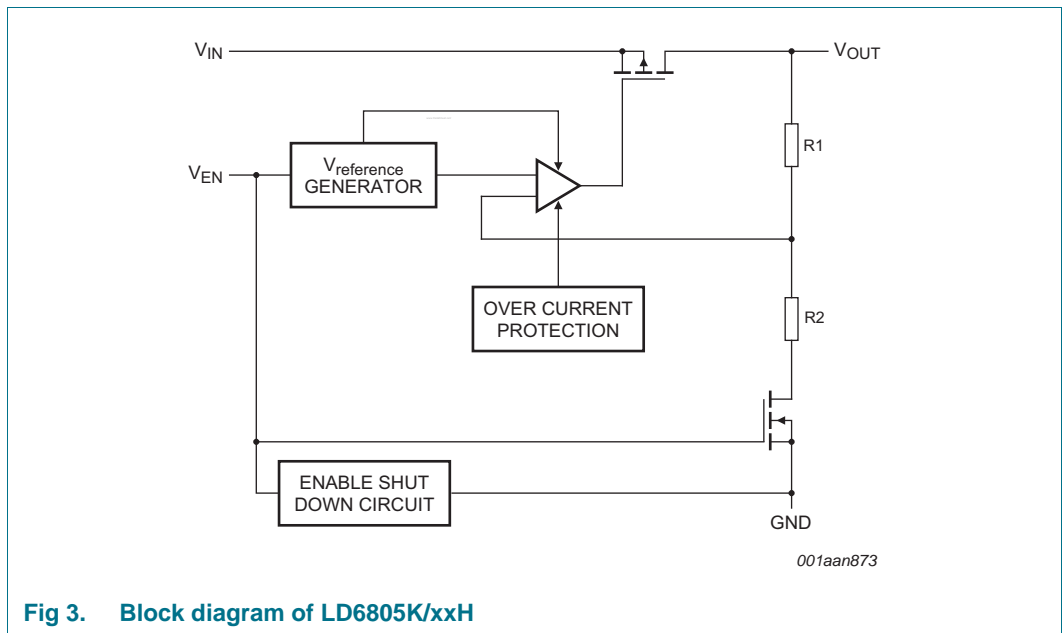 VIN
VOUT
R1
VEN
Vreference
GENERATOR
OVER CURRENT
PROTECTION
R2
ENABLE SHUT
DOWN CIRCUIT
GND
001aan873
Fig 3. Block diagram of LD6805K/xxH